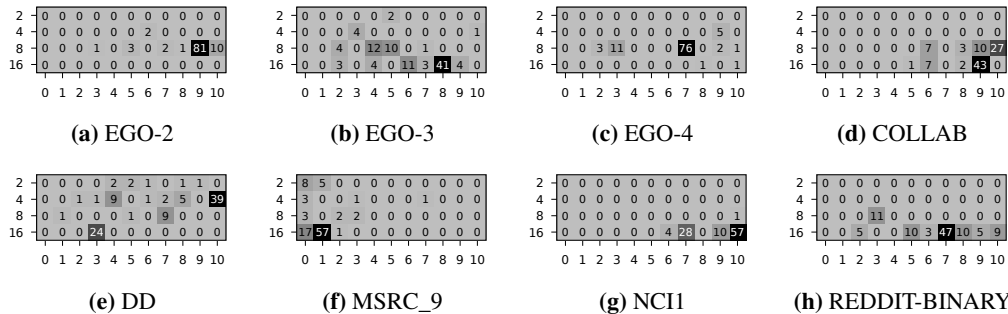 2 0 0 0 0 0 0 0 0 0 0 0
4 0 0 0 0 0 0 2 0 0 0 0
8 0 0 0 1 0 3 0 2 1 81 10
16 0 0 0 0 0 0 0 0 0 0 0
0 1 2 3 4 5 6 7 8 9 10
(a) EGO-2
2 0 0 0 0 0 2 0 0 0 0 0
4 0 0 0 4 0 0 0 0 0 0 1
8 0 0 4 0 12 10 0 1 0 0 0
16 0 0 3 0 4 0 11 3 41 4 0
0 1 2 3 4 5 6 7 8 9 10
(b) EGO-3
2 0 0 0 0 0 0 0 0 0 0 0
4 0 0 0 0 0 0 0 0 0 5 0
8 0 0 3 11 0 0 0 76 0 2 1
16 0 0 0 0 0 0 0 0 1 0 1
0 1 2 3 4 5 6 7 8 9 10
(c) EGO-4
2 0 0 0 0 0 0 0 0 0 0 0
4 0 0 0 0 0 0 0 0 0 0 0
8 0 0 0 0 0 0 7 0 3 10 27
16 0 0 0 0 0 1 7 0 2 43 0
0 1 2 3 4 5 6 7 8 9 10
(d) COLLAB
2 0 0 0 0 2 2 1 0 1 1 0
4 0 0 1 1 9 0 1 2 5 0 39
8 0 1 0 0 0 1 0 9 0 0 0
16 0 0 0 24 0 0 0 0 0 0 0
0 1 2 3 4 5 6 7 8 9 10
(e) DD
2 8 5 0 0 0 0 0 0 0 0 0
4 3 0 0 1 0 0 0 1 0 0 0
8 3 0 2 2 0 0 0 0 0 0 0
16 17 57 1 0 0 0 0 0 0 0 0
0 1 2 3 4 5 6 7 8 9 10
(f) MSRC_9
2 0 0 0 0 0 0 0 0 0 0 0
4 0 0 0 0 0 0 0 0 0 0 0
8 0 0 0 0 0 0 0 0 0 0 1
16 0 0 0 0 0 0 4 28 0 10 57
0 1 2 3 4 5 6 7 8 9 10
(g) NCI1
2 0 0 0 0 0 0 0 0 0 0 0
4 0 0 0 0 0 0 0 0 0 0 0
8 0 0 0 11 0 0 0 0 0 0 0
16 0 0 5 0 0 10 3 47 10 5 9
0 1 2 3 4 5 6 7 8 9 10
(h) REDDIT-BINARY